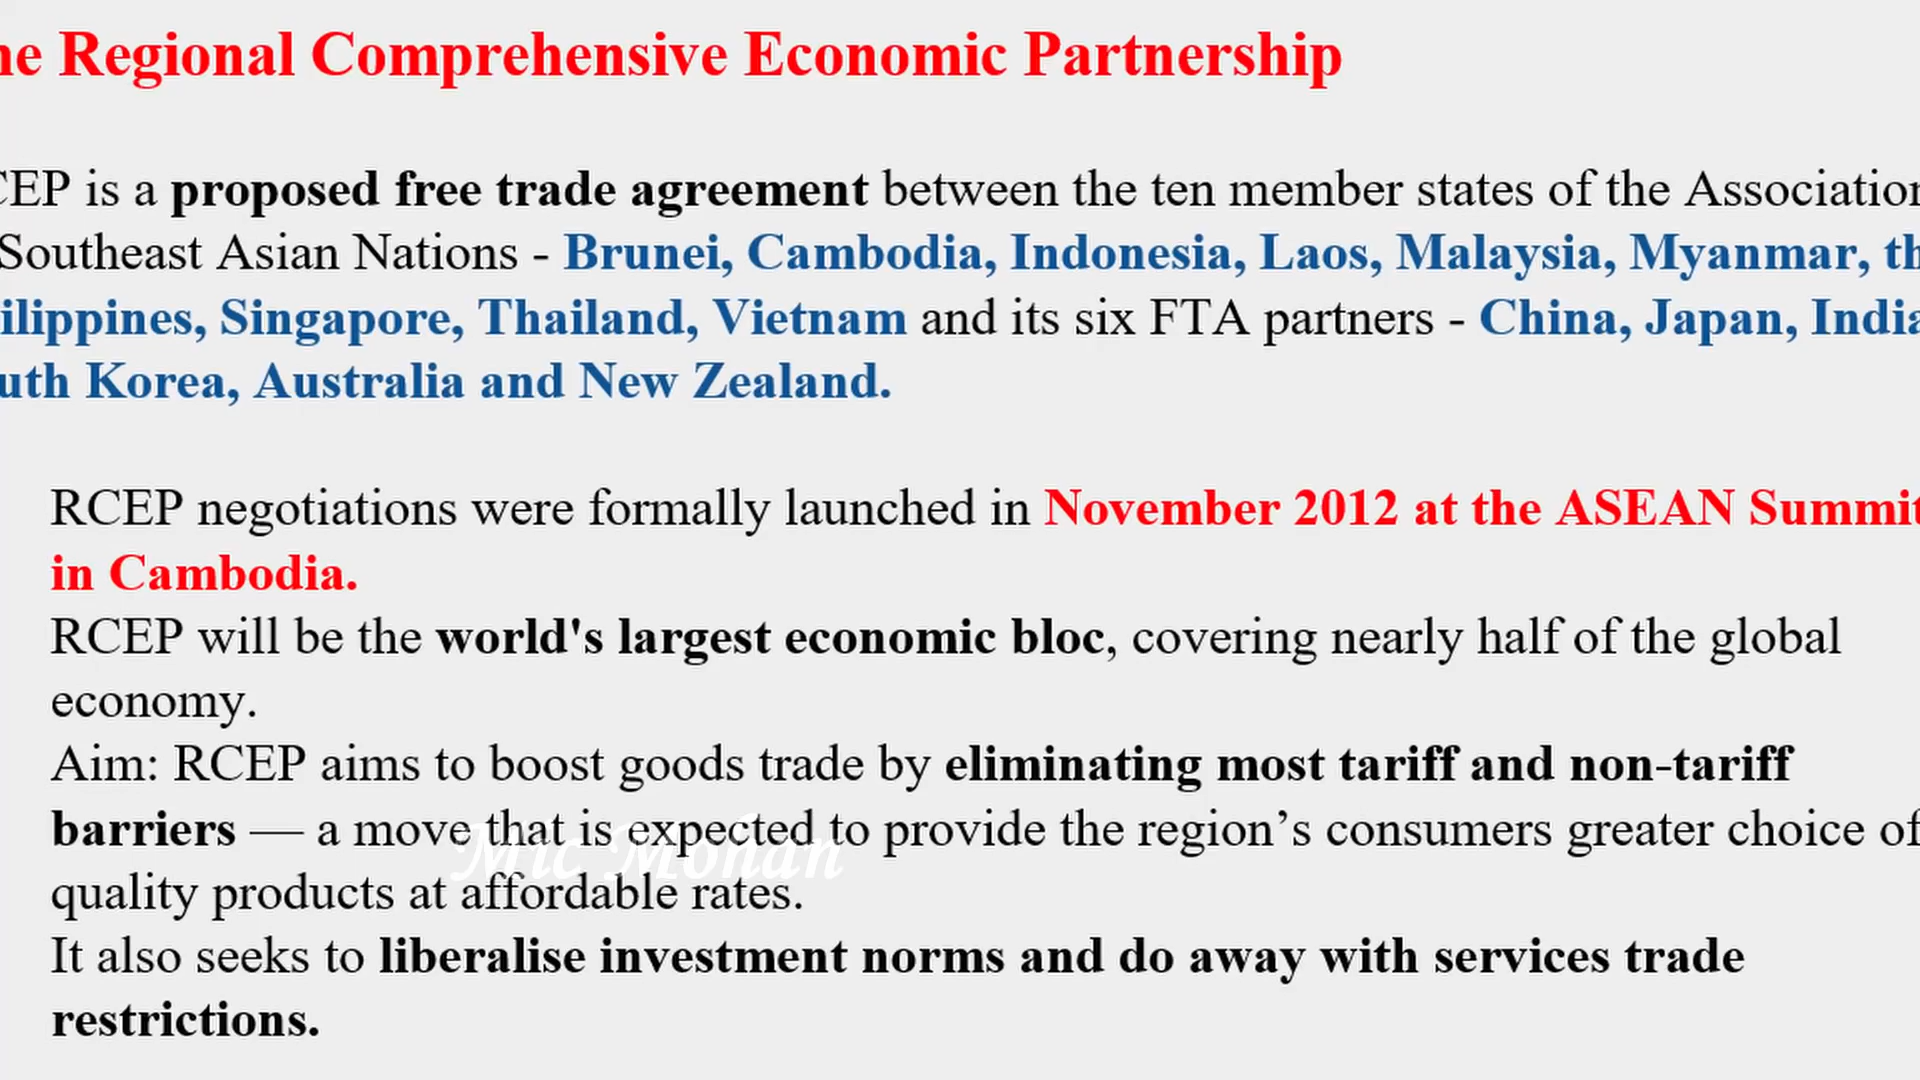 he Regional Comprehensive Economic Partnership
CEP is a proposed free trade agreement between the ten member states of the Association
Southeast Asian Nations - Brunei, Cambodia, Indonesia, Laos, Malaysia, Myanmar, th
ilippines, Singapore, Thailand, Vietnam and its six FTA partners - China, Japan, India
uth Korea, Australia and New Zealand.
RCEP negotiations were formally launched in November 2012 at the ASEAN Summit
in Cambodia.
RCEP will be the world's largest economic bloc, covering nearly half of the global
economy.
Aim: RCEP aims to boost goods trade by eliminating most tariff and non-tariff
barriers — a move that is expected to provide the region’s consumers greater choice of
Mic Mohan
quality products at affordable rates.
It also seeks to liberalise investment norms and do away with services trade
restrictions.